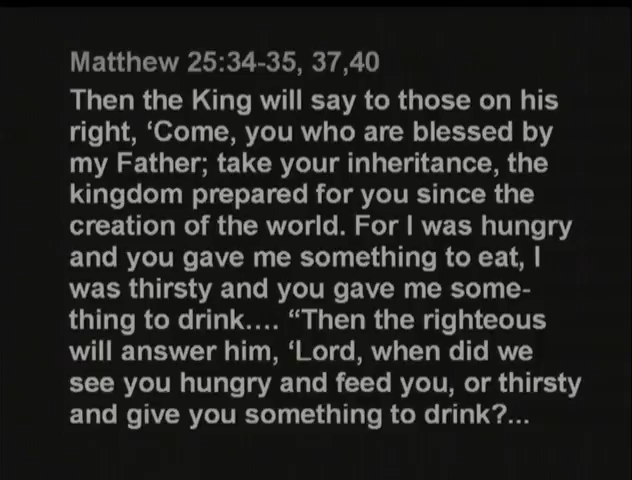 Matthew 25:34-35, 37,40
Then the King will say to those on his
right, ‘Come, you who are blessed by
my Father; take your inheritance, the
kingdom prepared for you since the
creation of the world. For I was hungry
and you gave me something to eat, I
was thirsty and you gave me some-
thing to drink.... “Then the righteous
will answer him, ‘Lord, when did we
see you hungry and feed you, or thirsty
and give you something to drink?...